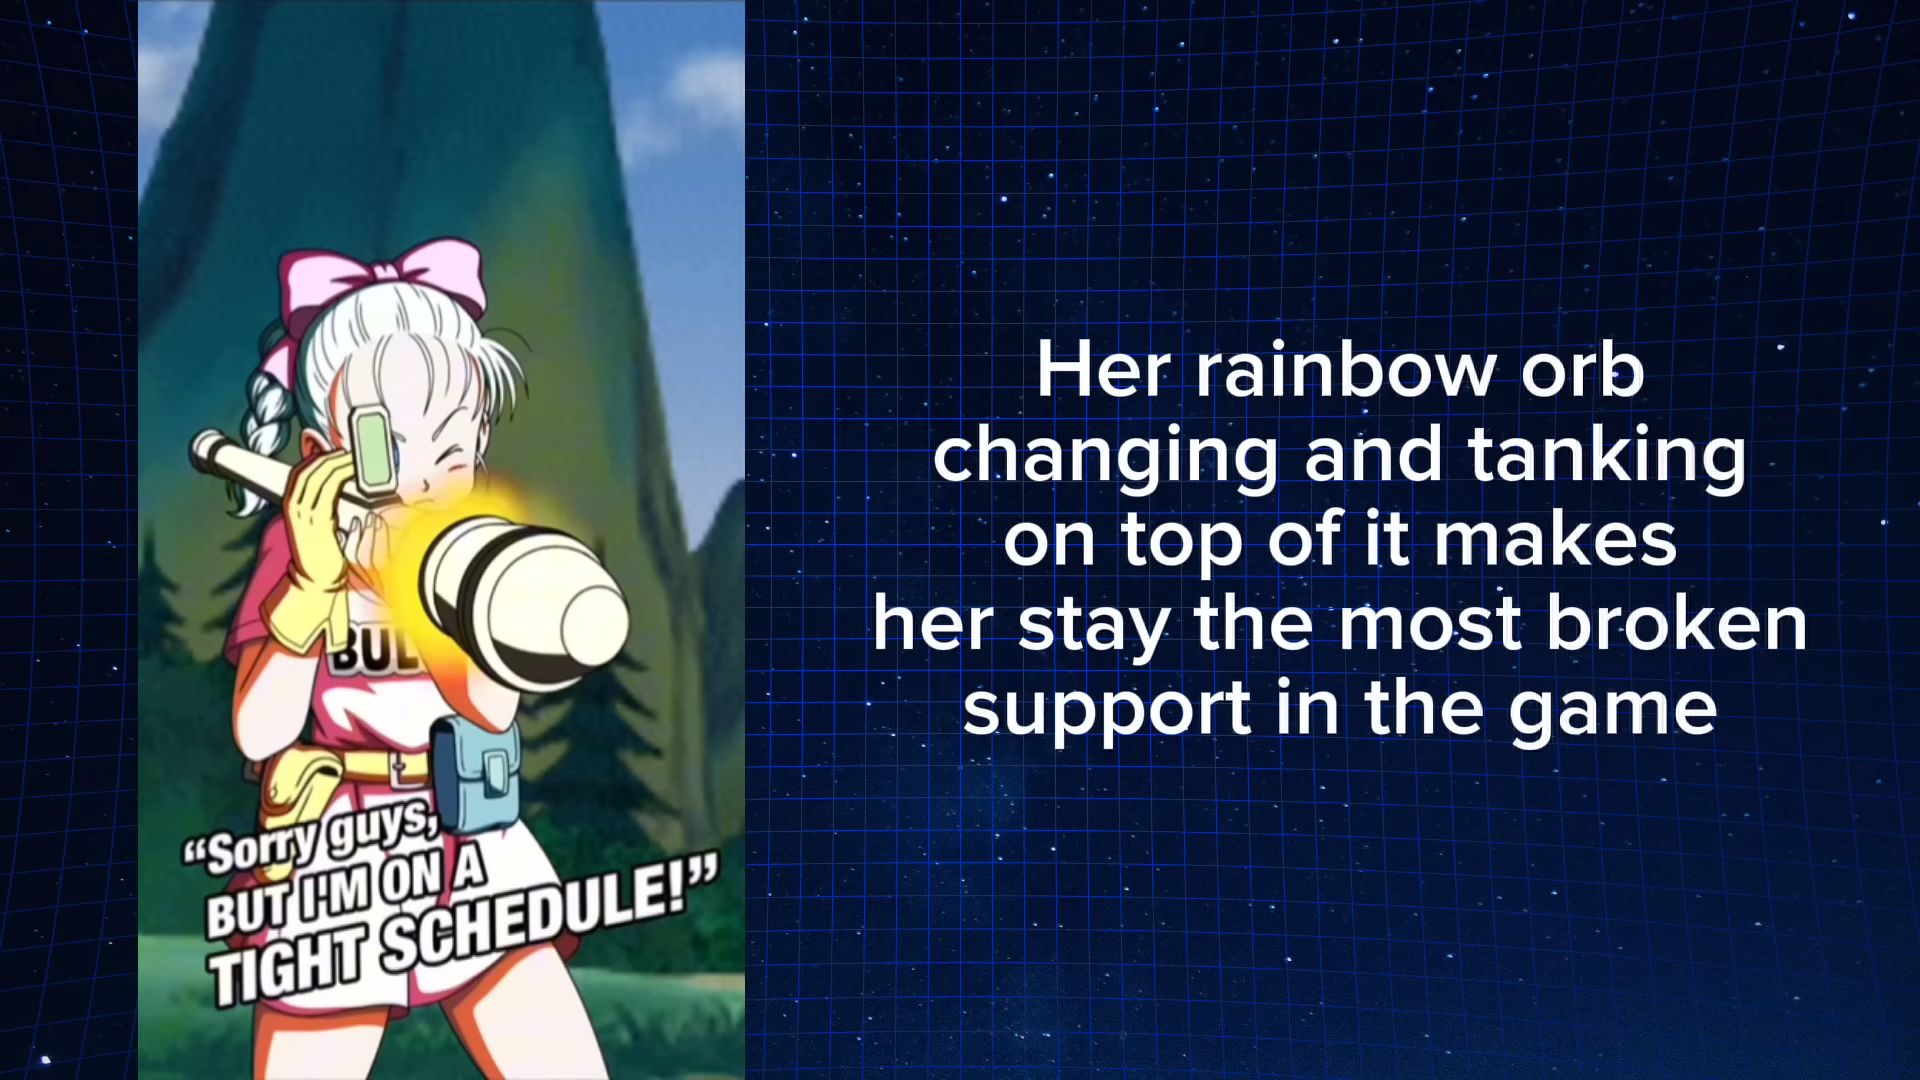 BUL
“Sorry guys,
BUT I'M ON A
TIGHT SCHEDULE!”
Her rainbow orb
changing and tanking
on top of it makes
her stay the most broken
support in the game